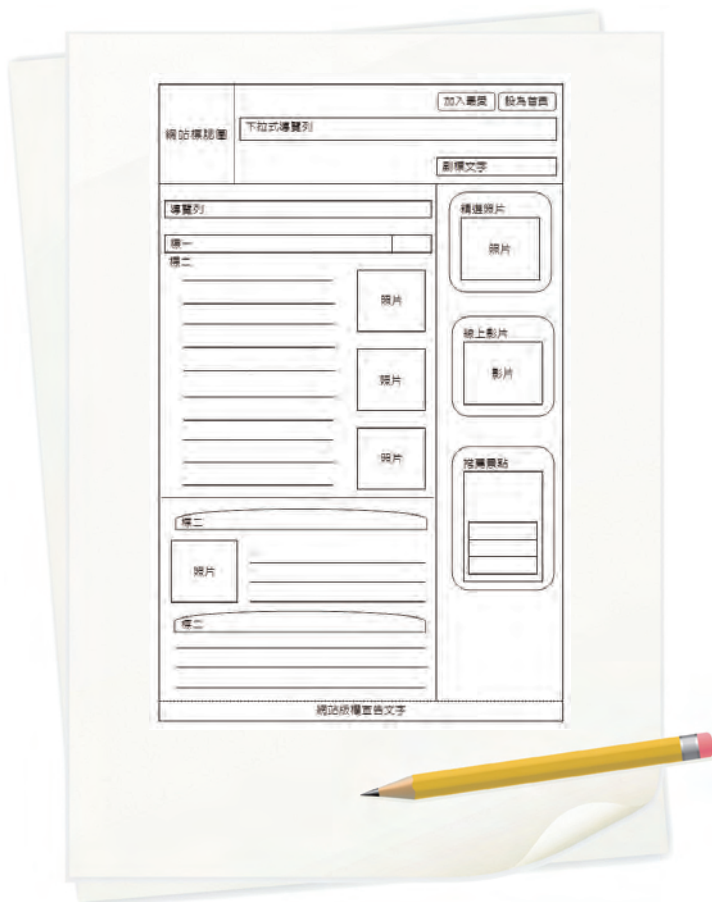 加入最愛
設為首頁
網站標誌圖
下拉式導覽列
副標文字
導覽列
標一
標二
照片
照片
照片
標二
照片
標二
精選照片
照片
線上影片
影片
推薦景點
網站版權宣告文字